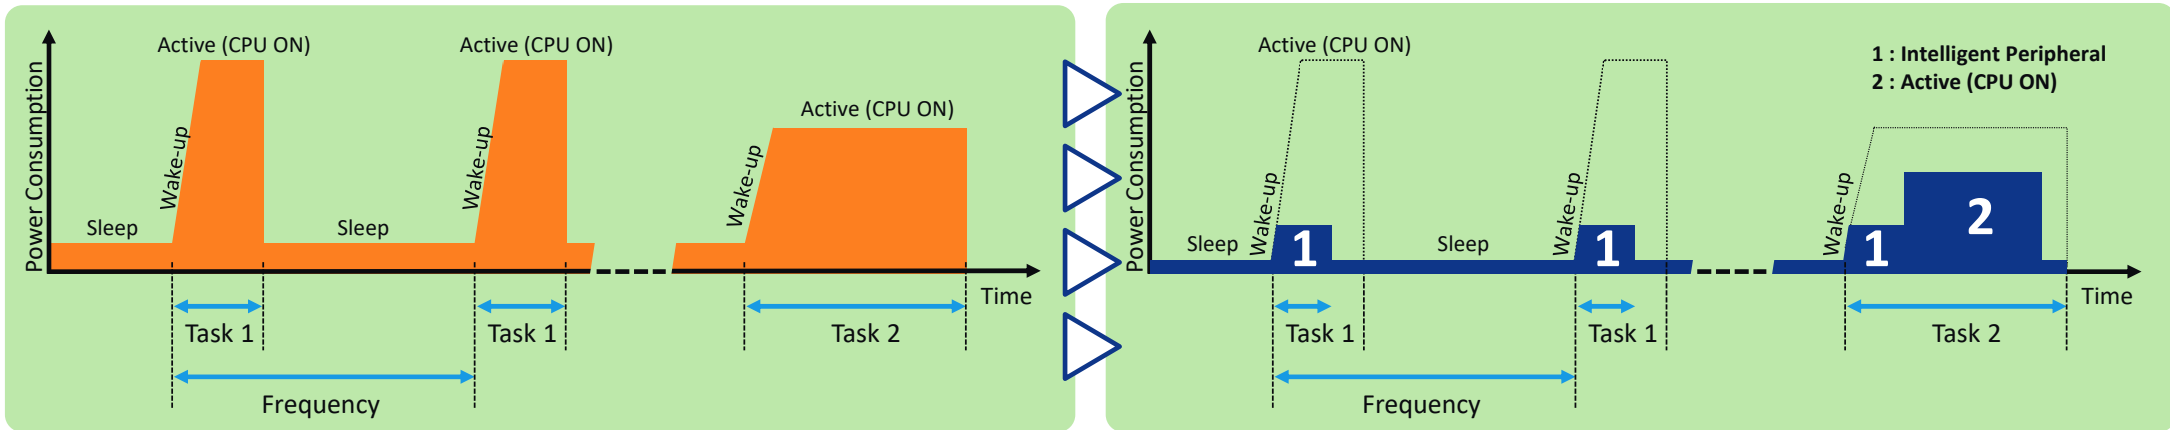 Active (CPU ON)
Active (CPU ON)
Active (CPU ON)
Power Consumption
Wake-up
Wake-up
Wake-up
Sleep
Sleep
Time
Task 1
Task 1
Task 2
Frequency
Active (CPU ON)
1 : Intelligent Peripheral
2 : Active (CPU ON)
Power Consumption
Wake-up
Wake-up
Wake-up
Sleep
Sleep
1
1
1
2
Time
Task 1
Task 1
Task 2
Frequency